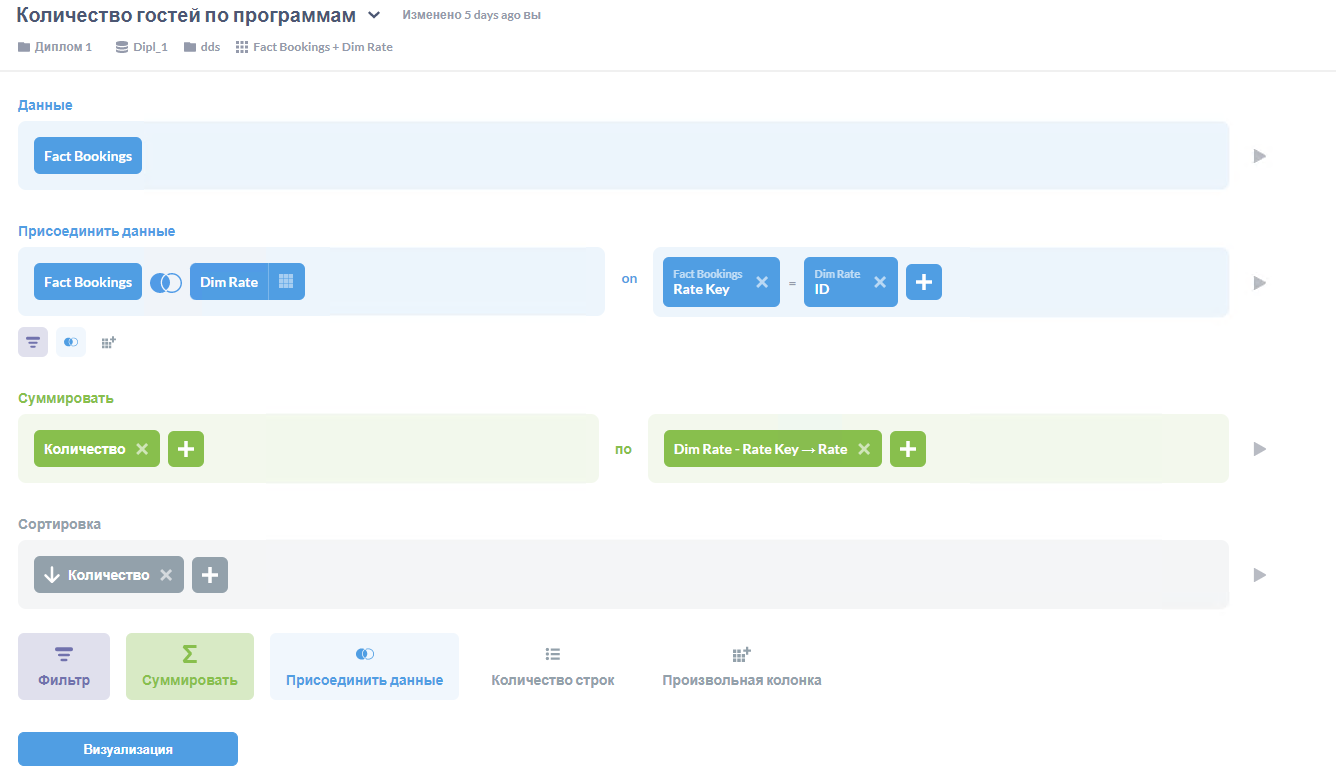 Количество гостей по программам Изменено 5 days ago вы
Диплом 1 Dipl_1 dds Fact Bookings + Dim Rate
Данные
Fact Bookings
Присоединить данные
Fact Bookings Dim Rate on Fact Bookings Rate Key = Dim Rate ID
Суммировать
Количество по Dim Rate - Rate Key → Rate
Сортировка
Количество
Фильтр Суммировать Присоединить данные Количество строк Произвольная колонка
Визуализация